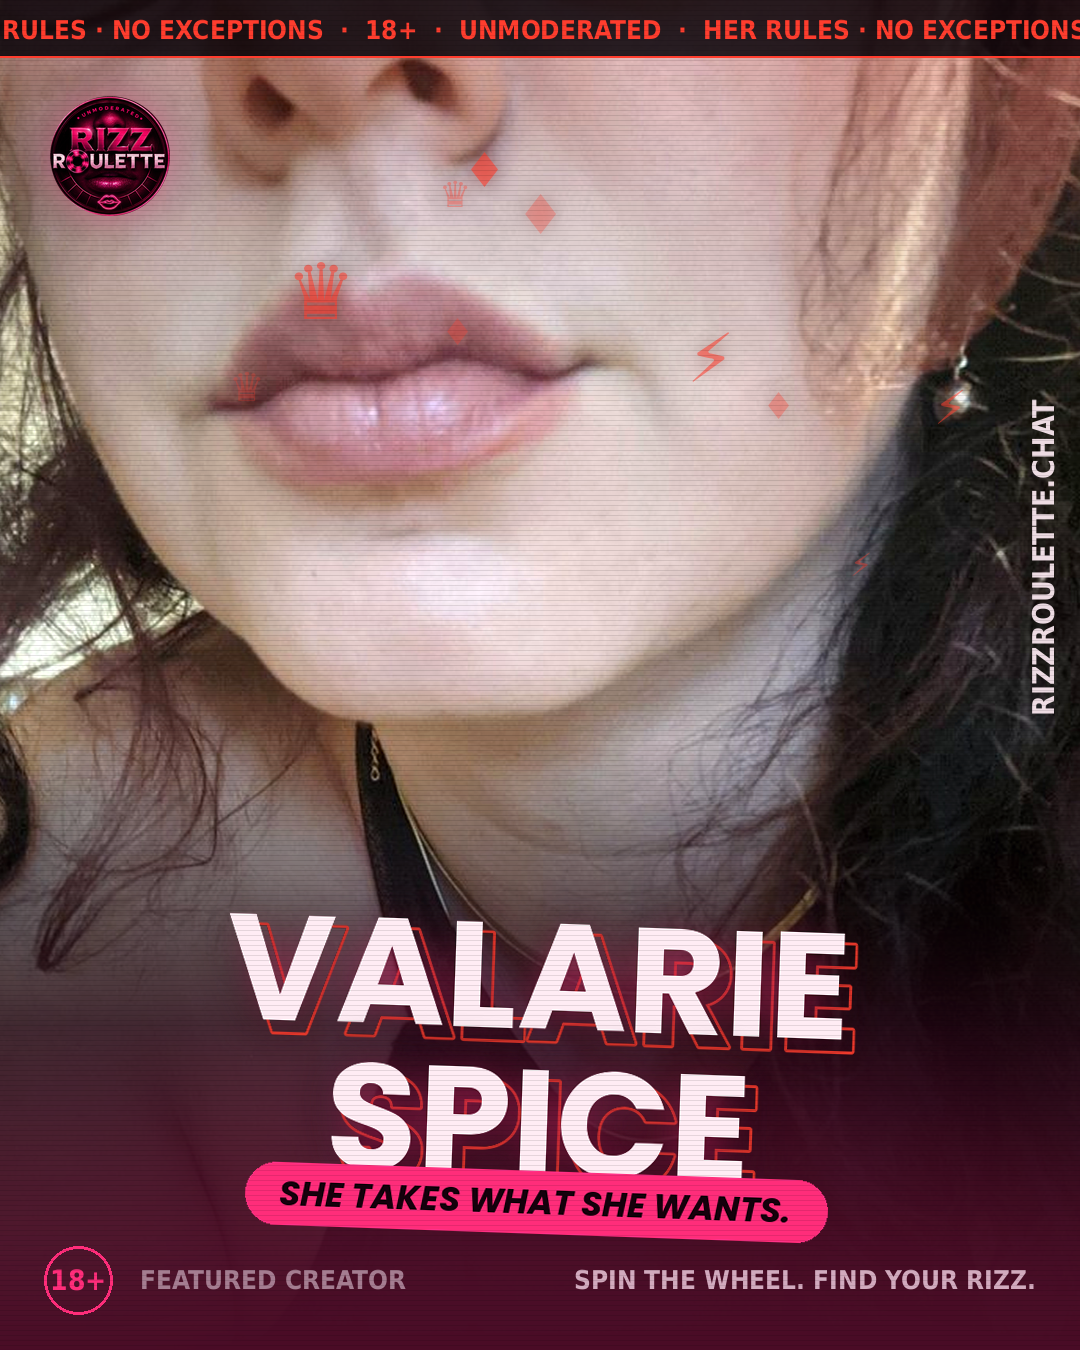 RULES · NO EXCEPTIONS · 18+ · UNMODERATED · HER RULES · NO EXCEPTIONS
UNMODERATED
RIZZ
ROULETTE
RIZZROULETTE.CHAT
VALARIE
SPICE
SHE TAKES WHAT SHE WANTS.
18+ FEATURED CREATOR
SPIN THE WHEEL. FIND YOUR RIZZ.